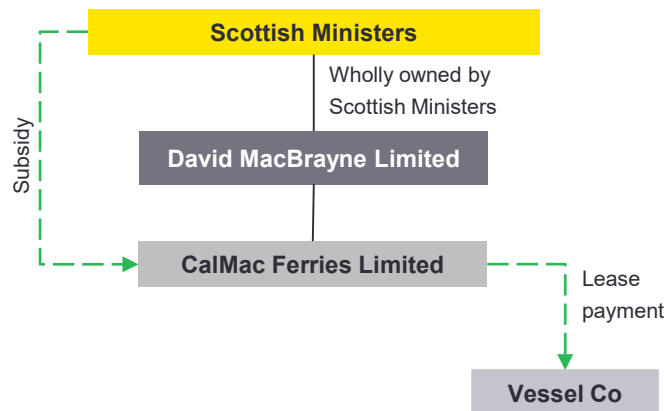 Scottish Ministers
Wholly owned by
Scottish Ministers
Subsidy
David MacBrayne Limited
CalMac Ferries Limited
Lease
payment
Vessel Co